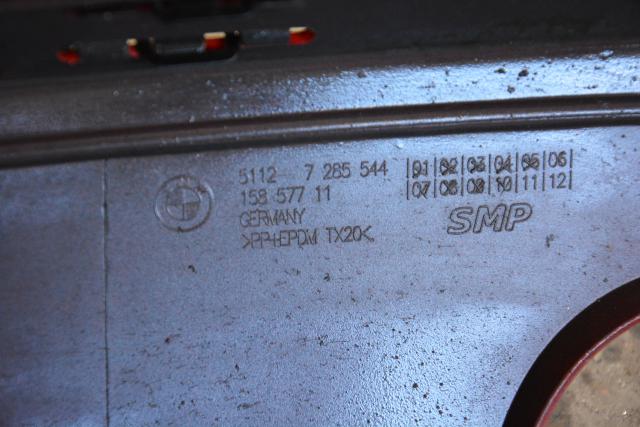 5112 7 285 544
158 577 11
GERMANY
>PP+EPDM TX20<
|01|02|03|04|05|06|
|07|08|09|10|11|12|
SMP